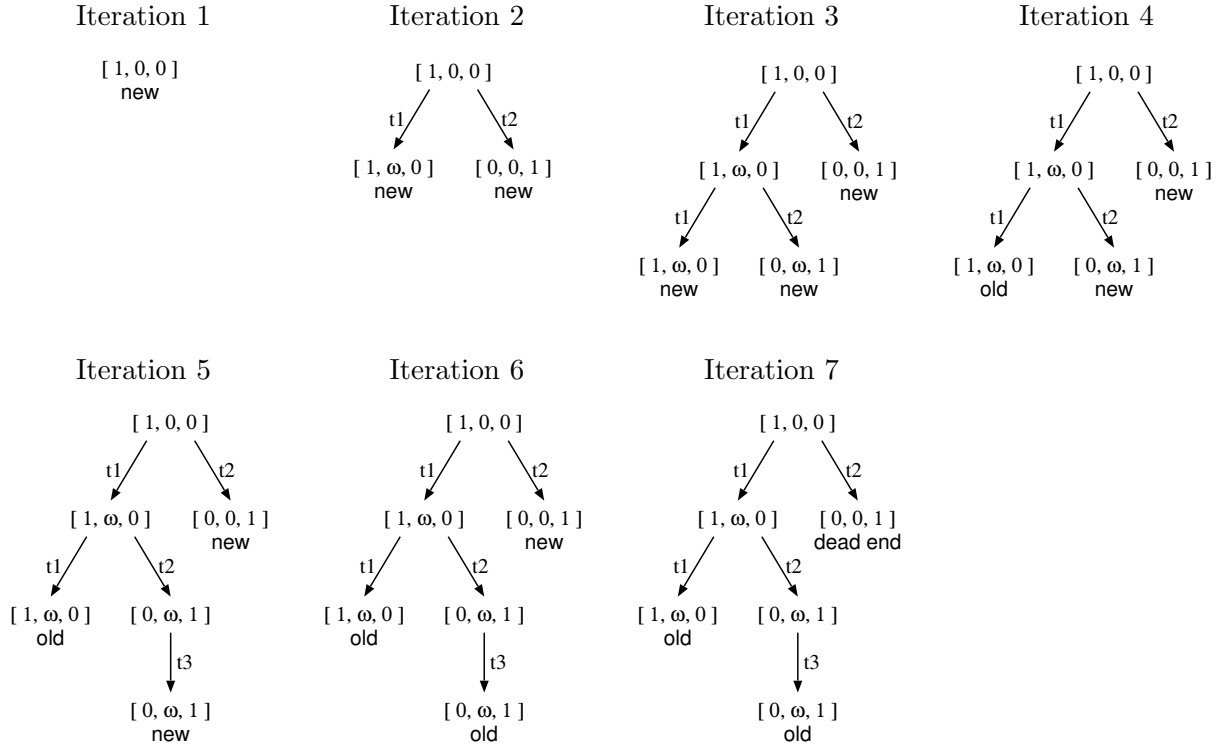 Iteration 1 Iteration 2 Iteration 3 Iteration 4
[ 1, 0, 0 ] [ 1, 0, 0 ] [ 1, 0, 0 ] [ 1, 0, 0 ]
new
t1 t2 t1 t2 t1 t2
[ 1, ω, 0 ] [ 0, 0, 1 ] [ 1, ω, 0 ] [ 0, 0, 1 ] [ 1, ω, 0 ] [ 0, 0, 1 ]
new new new new
t1 t2 t1 t2
[ 1, ω, 0 ] [ 0, ω, 1 ] [ 1, ω, 0 ] [ 0, ω, 1 ]
new new old new
Iteration 5 Iteration 6 Iteration 7
[ 1, 0, 0 ] [ 1, 0, 0 ] [ 1, 0, 0 ]
t1 t2 t1 t2 t1 t2
[ 1, ω, 0 ] [ 0, 0, 1 ] [ 1, ω, 0 ] [ 0, 0, 1 ] [ 1, ω, 0 ] [ 0, 0, 1 ]
new new dead end
t1 t2 t1 t2 t1 t2
[ 1, ω, 0 ] [ 0, ω, 1 ] [ 1, ω, 0 ] [ 0, ω, 1 ] [ 1, ω, 0 ] [ 0, ω, 1 ]
old old old
t3 t3 t3
[ 0, ω, 1 ] [ 0, ω, 1 ] [ 0, ω, 1 ]
new old old